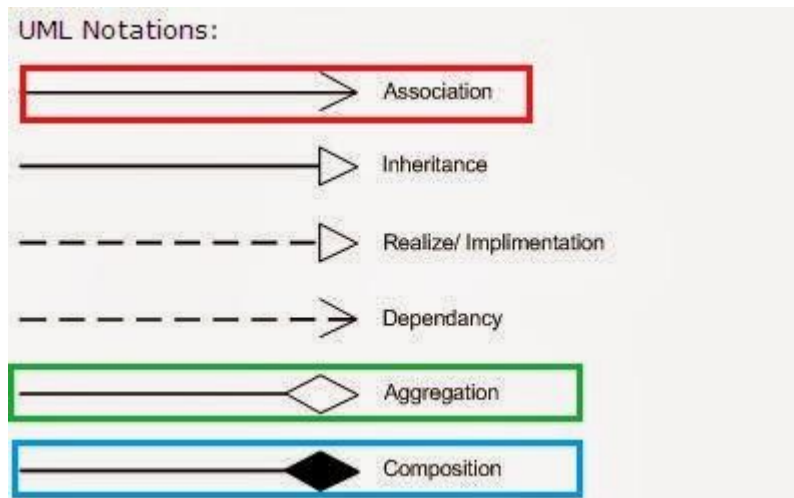 UML Notations:
Association
Inheritance
Realize/ Implimentation
Dependancy
Aggregation
Composition